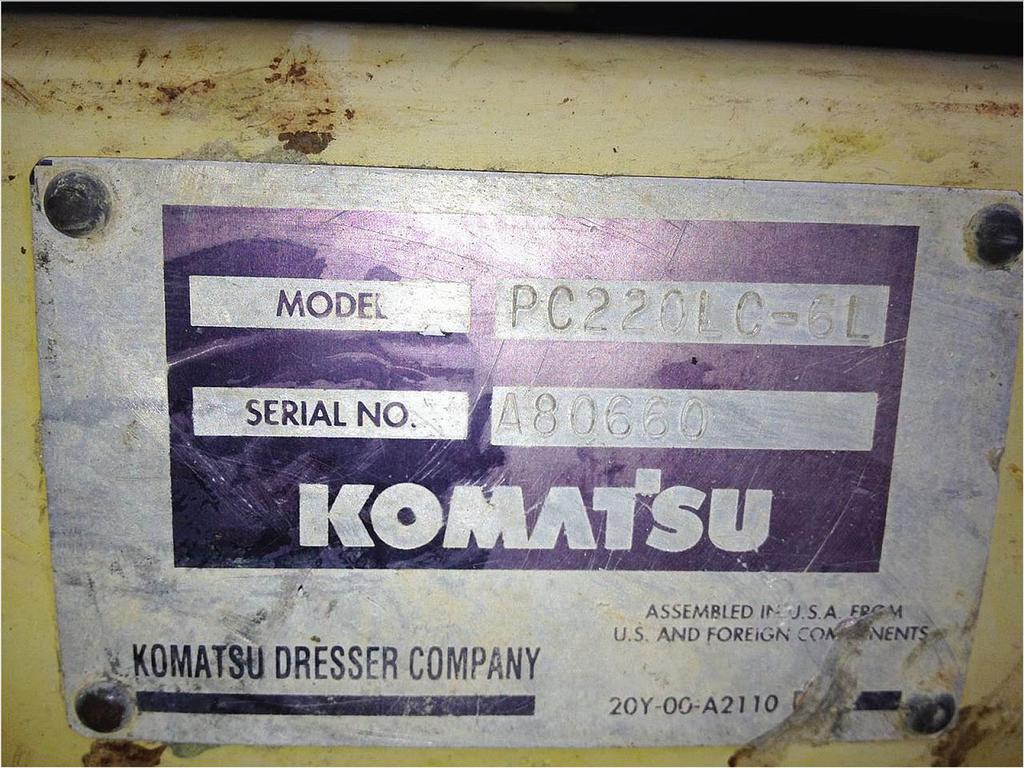 MODEL PC220LC-6L
SERIAL NO. A80660
KOMATSU
ASSEMBLED IN U.S.A. FROM
U.S. AND FOREIGN COMPONENTS
KOMATSU DRESSER COMPANY
20Y-00-A2110